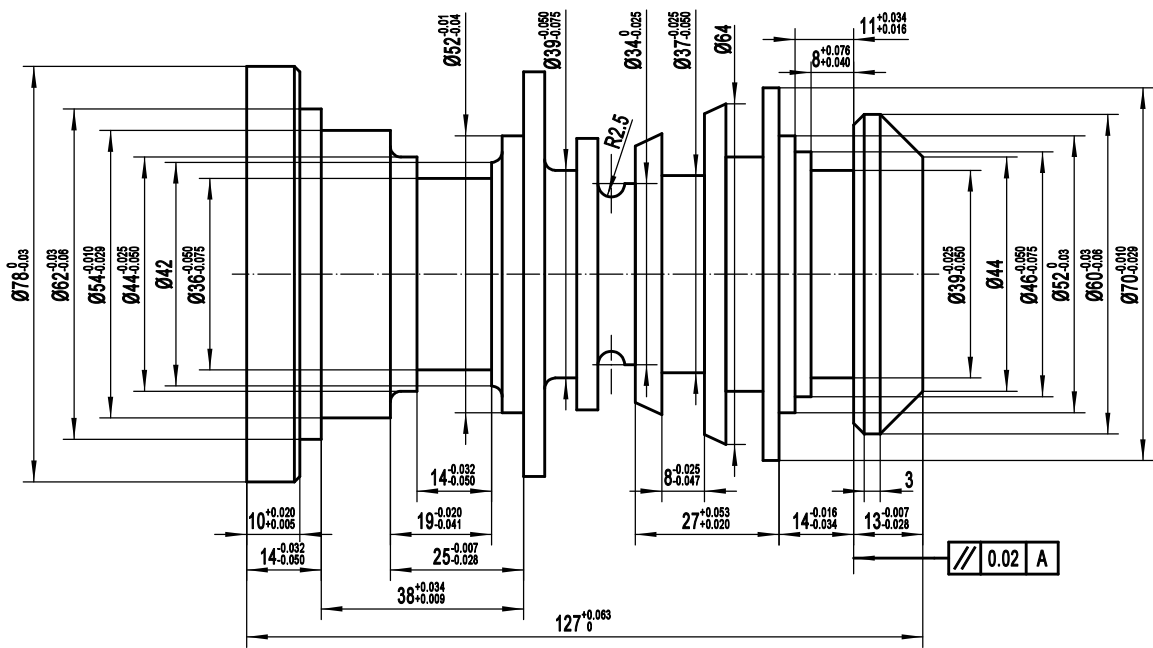 Ø78 0 -0.03
Ø62 -0.03 -0.06
Ø54 -0.010 -0.029
Ø44 -0.025 -0.050
Ø42
Ø36 -0.050 -0.075
Ø52 -0.01 -0.04
Ø39 -0.050 -0.075
R2.5
Ø34 0 -0.025
Ø37 -0.025 -0.050
Ø64
11 +0.034 +0.016
8 +0.076 +0.040
Ø39 -0.025 -0.050
Ø44
Ø46 -0.050 -0.075
Ø52 0 -0.03
Ø60 -0.03 -0.06
Ø70 -0.010 -0.029
14 -0.032 -0.050
8 -0.025 -0.047
3
10 +0.020 +0.005
19 -0.020 -0.041
27 +0.053 +0.020
14 -0.016 -0.034
13 -0.007 -0.028
14 -0.032 -0.050
25 -0.007 -0.028
// 0.02 A
38 +0.034 +0.009
127 +0.063 0